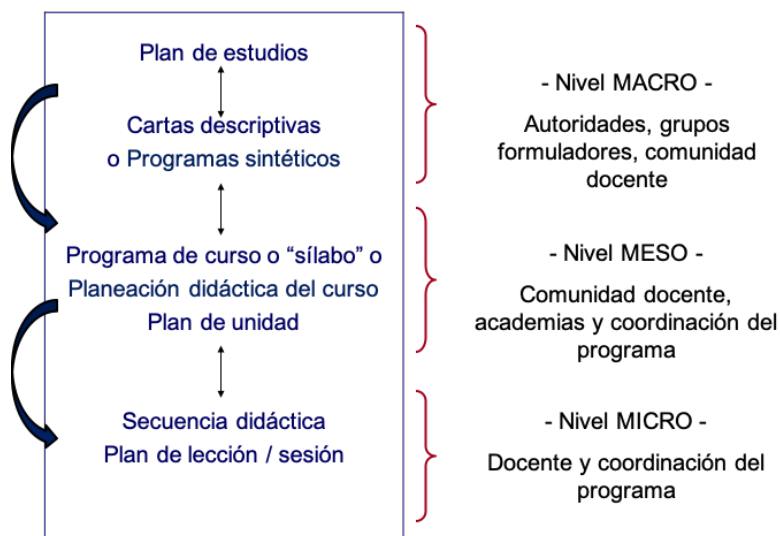 Plan de estudios
Cartas descriptivas
o Programas sintéticos
Programa de curso o “sílabo” o
Planeación didáctica del curso
Plan de unidad
Secuencia didáctica
Plan de lección / sesión
- Nivel MACRO -
Autoridades, grupos
formuladores, comunidad
docente
- Nivel MESO -
Comunidad docente,
academias y coordinación del
programa
- Nivel MICRO -
Docente y coordinación del
programa